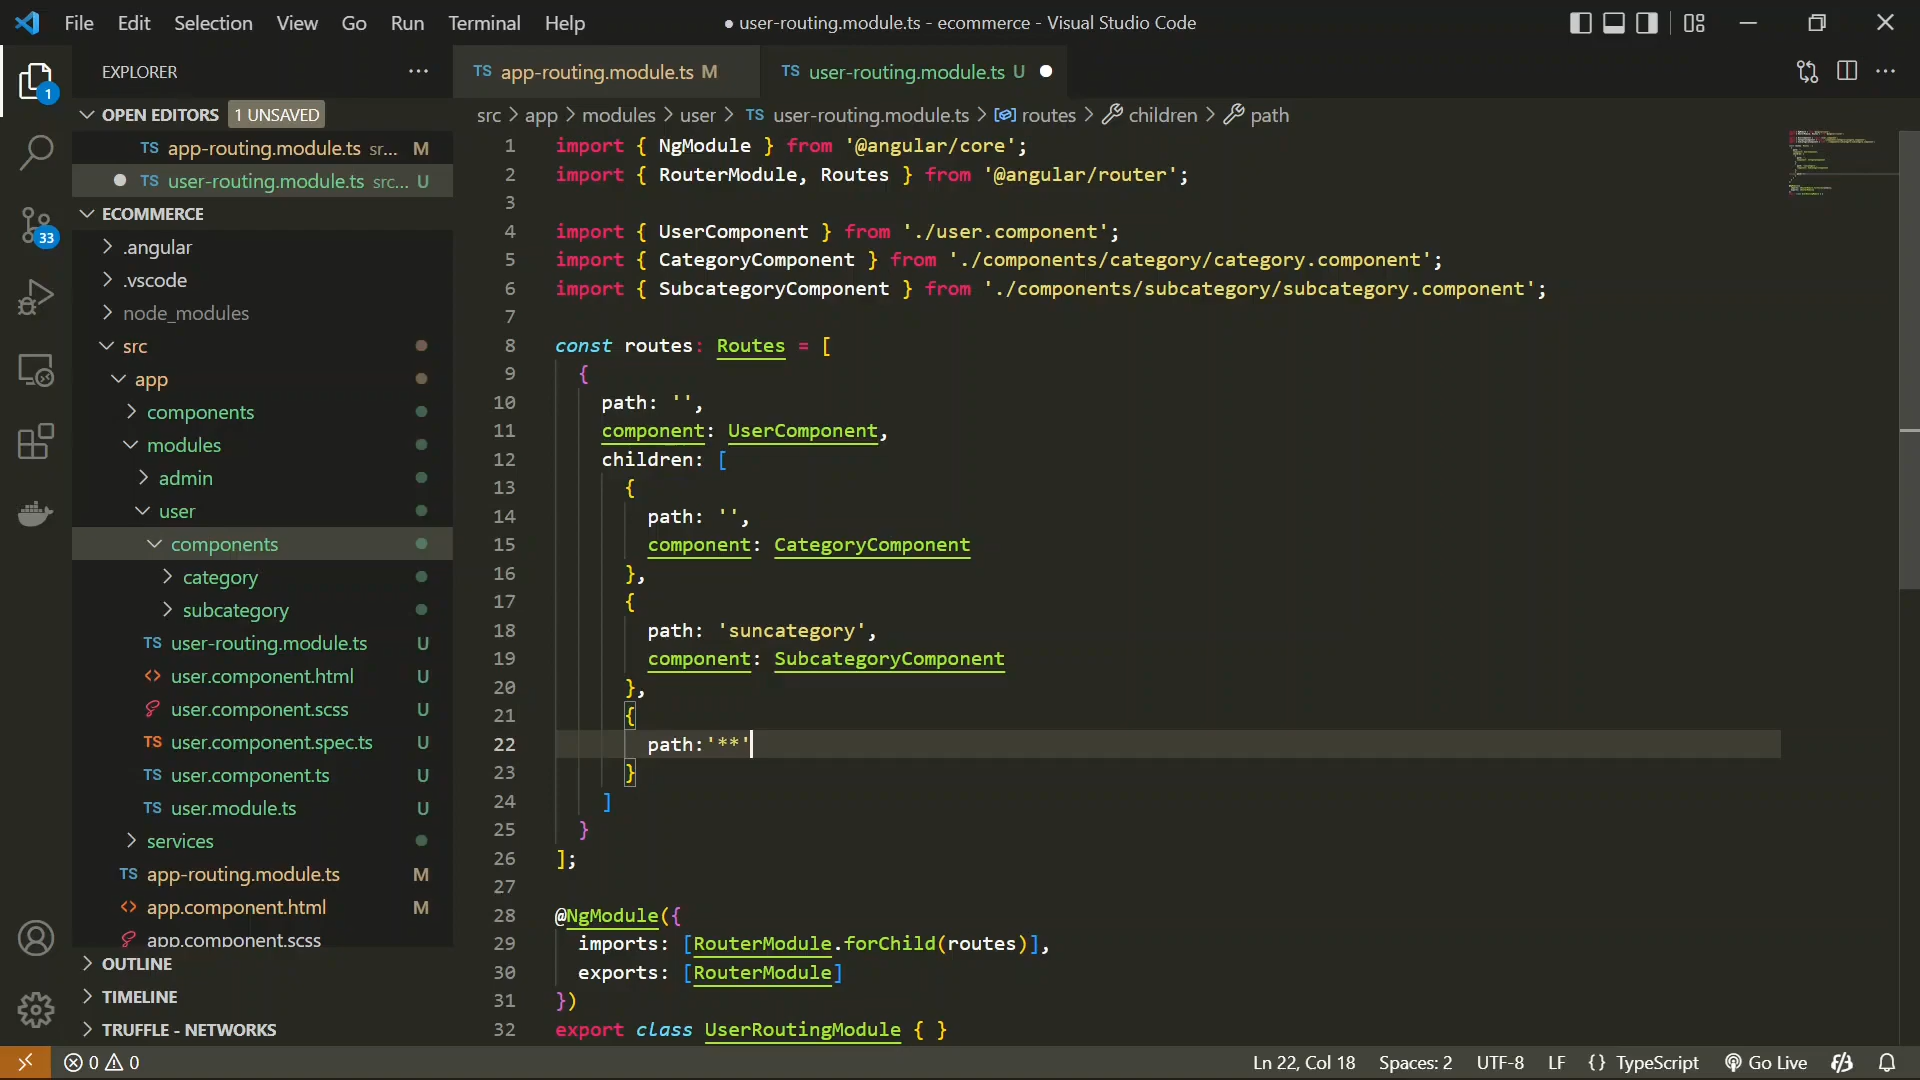 File Edit Selection View Go Run Terminal Help
● user-routing.module.ts - ecommerce - Visual Studio Code
EXPLORER
TS app-routing.module.ts M
TS user-routing.module.ts U
1
OPEN EDITORS 1 UNSAVED
TS app-routing.module.ts sr... M
TS user-routing.module.ts src... U
ECOMMERCE
33
.angular
.vscode
node_modules
src
app
components
modules
admin
user
components
category
subcategory
TS user-routing.module.ts U
<> user.component.html U
user.component.scss U
TS user.component.spec.ts U
TS user.component.ts U
TS user.module.ts U
services
TS app-routing.module.ts M
<> app.component.html M
app.component.scss
OUTLINE
TIMELINE
TRUFFLE - NETWORKS
src > app > modules > user > TS user-routing.module.ts > routes > children > path
1 import { NgModule } from '@angular/core';
2 import { RouterModule, Routes } from '@angular/router';
3
4 import { UserComponent } from './user.component';
5 import { CategoryComponent } from './components/category/category.component';
6 import { SubcategoryComponent } from './components/subcategory/subcategory.component';
7
8 const routes: Routes = [
9 {
10 path: '',
11 component: UserComponent,
12 children: [
13 {
14 path: '',
15 component: CategoryComponent
16 },
17 {
18 path: 'suncategory',
19 component: SubcategoryComponent
20 },
21 {
22 path:'**'
23 }
24 ]
25 }
26 ];
27
28 @NgModule({
29 imports: [RouterModule.forChild(routes)],
30 exports: [RouterModule]
31 })
32 export class UserRoutingModule { }
0 0
Ln 22, Col 18 Spaces: 2 UTF-8 LF {} TypeScript Go Live